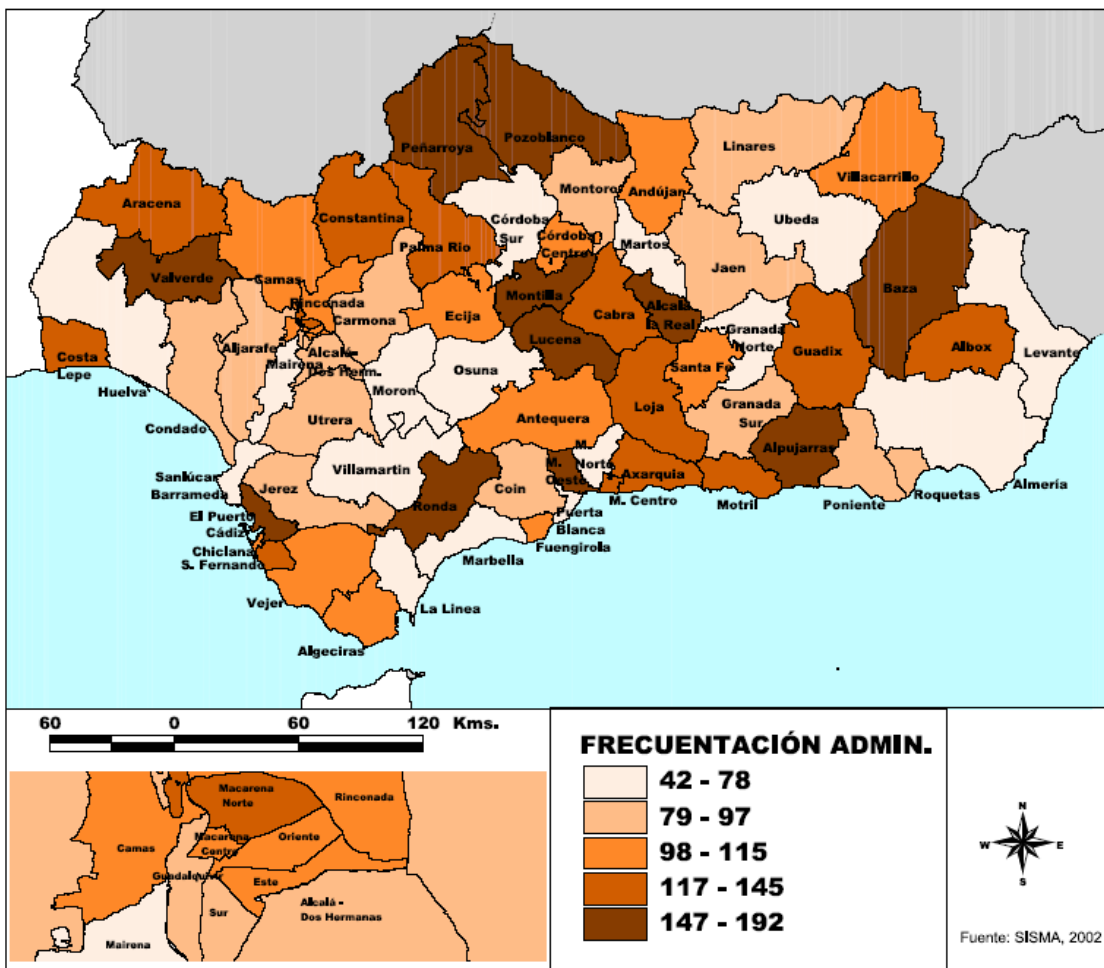 Peñarroya
Pozoblanco
Linares
Villacarrillo
Andújan
Montoro
Aracena
Constantina
Córdoba
Sur
Ubeda
Palma Rio
Córdoba
Centro
Martos
Jaen
Valverde
Camas
Baza
Rinconada
Montilla
Carmona
Ecija
Cabra
Alcalá
la Real
Granada
Norte
Lucena
Aljarafe
Alcalá-
Dos Herm.
Mairena
Osuna
Santa Fe
Guadix
Albox
Levante
Costa
Lepe
Huelva
Moron
Loja
Granada
Sur
Utrera
Antequera
Condado
Alpujarras
Villamartin
M.
Norte
M.
Oeste
Axarquia
Sanlúcar
Barrameda
Jerez
Coin
Ronda
M. Centro
Motril
Poniente
Roquetas
Almería
El Puerto
Cádiz
Puerta
Blanca
Chiclana
S. Fernando
Fuengirola
Marbella
Vejer
La Linea
Algeciras
60 0 60 120 Kms.
Macarena
Norte
Rinconada
Macarena
Centro
Oriente
Camas
Guadalquivir
Este
Sur
Alcalá -
Dos Hermanas
Mairena
FRECUENTACIÓN ADMIN.
42 - 78
79 - 97
98 - 115
117 - 145
147 - 192
N
W E
S
Fuente: SISMA, 2002